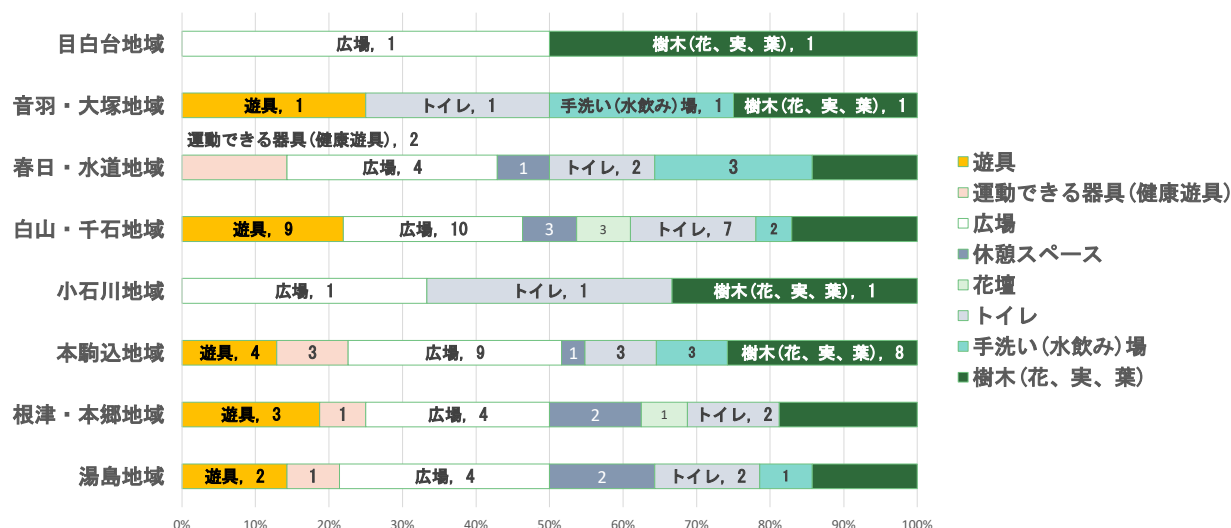 目白台地域
広場, 1
樹木(花、実、葉), 1
音羽・大塚地域
遊具, 1
トイレ, 1
手洗い(水飲み)場, 1
樹木(花、実、葉), 1
運動できる器具(健康遊具), 2
春日・水道地域
広場, 4
1
トイレ, 2
3
白山・千石地域
遊具, 9
広場, 10
3
3
トイレ, 7
2
小石川地域
広場, 1
トイレ, 1
樹木(花、実、葉), 1
本駒込地域
遊具, 4
3
広場, 9
1
3
3
樹木(花、実、葉), 8
根津・本郷地域
遊具, 3
1
広場, 4
2
1
トイレ, 2
湯島地域
遊具, 2
1
広場, 4
2
トイレ, 2
1
0% 10% 20% 30% 40% 50% 60% 70% 80% 90% 100%
遊具
運動できる器具(健康遊具)
広場
休憩スペース
花壇
トイレ
手洗い(水飲み)場
樹木(花、実、葉)